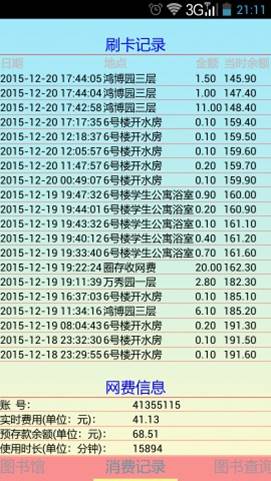 3G 21:11
刷卡记录
日期 地点 金额 当时余额
2015-12-20 17:44:05 鸿博园三层 1.50 145.90
2015-12-20 17:44:04 鸿博园三层 1.00 147.40
2015-12-20 17:42:58 鸿博园三层 11.00 148.40
2015-12-20 17:17:35 6号楼开水房 0.10 159.40
2015-12-20 12:18:37 6号楼开水房 0.10 159.50
2015-12-20 12:05:57 6号楼开水房 0.10 159.60
2015-12-20 11:47:57 6号楼开水房 0.20 159.70
2015-12-20 00:49:07 6号楼开水房 0.10 159.90
2015-12-19 19:47:32 6号楼学生公寓浴室 0.90 160.00
2015-12-19 19:44:01 6号楼学生公寓浴室 0.20 160.90
2015-12-19 19:43:32 6号楼学生公寓浴室 0.10 161.10
2015-12-19 19:40:12 6号楼学生公寓浴室 0.40 161.20
2015-12-19 19:33:40 6号楼学生公寓浴室 0.70 161.60
2015-12-19 19:22:24 圈存收网费 20.00 162.30
2015-12-19 19:11:39 万秀园一层 2.80 182.30
2015-12-19 16:37:03 6号楼开水房 0.10 185.10
2015-12-19 11:34:16 鸿博园三层 6.10 185.20
2015-12-19 08:04:43 6号楼开水房 0.20 191.30
2015-12-18 23:32:30 6号楼开水房 0.10 191.50
2015-12-18 23:29:55 6号楼开水房 0.10 191.60
网费信息
账 号： 41355115
实时费用(单位：元)： 41.13
预存款余额(单位：元)： 68.51
使用时长(单位：分钟)： 15894
图书馆 消费记录 图书查询